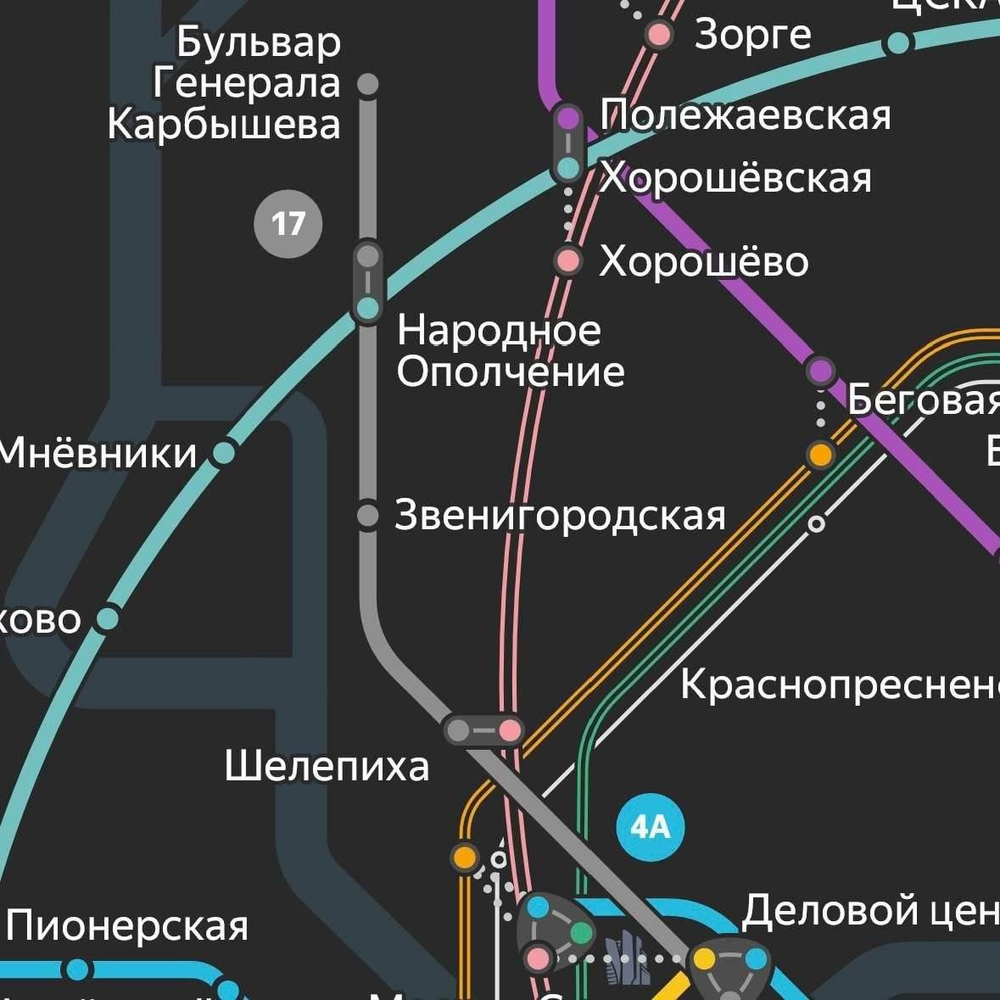 Бульвар
Генерала
Карбышева
Зорге
Полежаевская
Хорошёвская
17
Хорошёво
Народное
Ополчение
Беговая
Мнёвники
Звенигородская
ково
Краснопреснен
Шелепиха
4А
Деловой цен
Пионерская